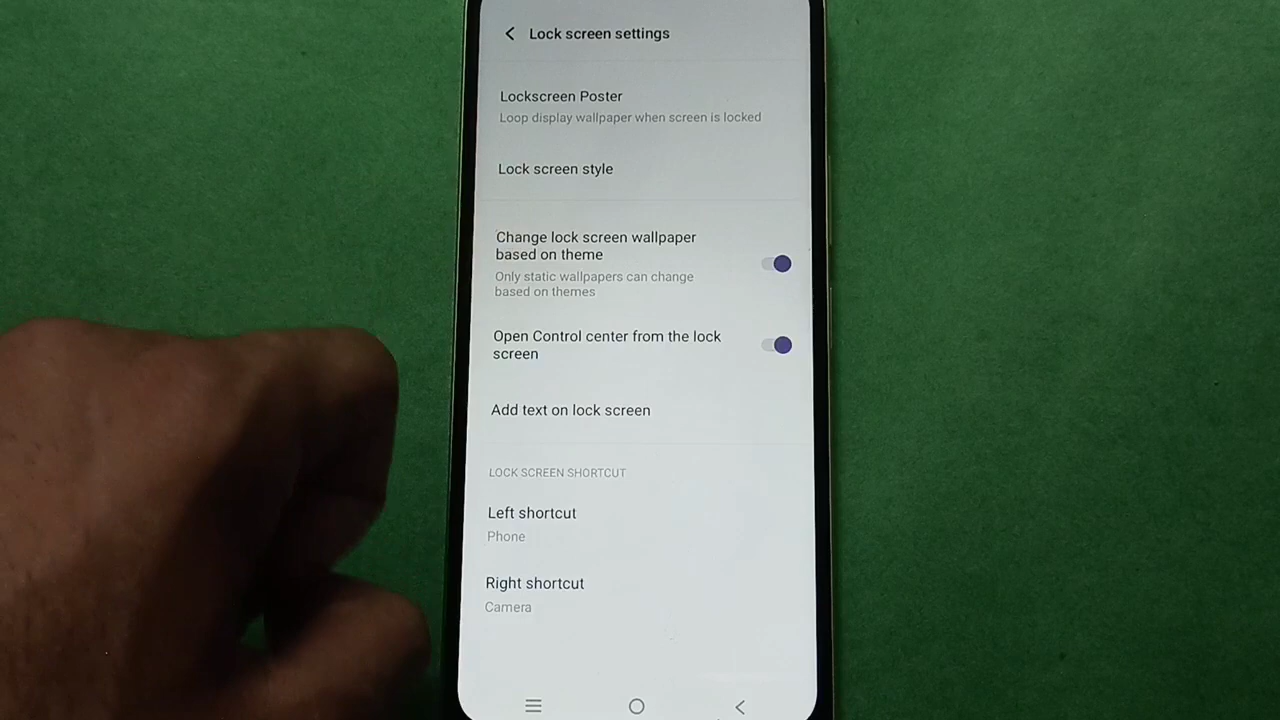 Lock screen settings
Lockscreen Poster
Loop display wallpaper when screen is locked
Lock screen style
Change lock screen wallpaper
based on theme
Only static wallpapers can change
based on themes
Open Control center from the lock
screen
Add text on lock screen
LOCK SCREEN SHORTCUT
Left shortcut
Phone
Right shortcut
Camera